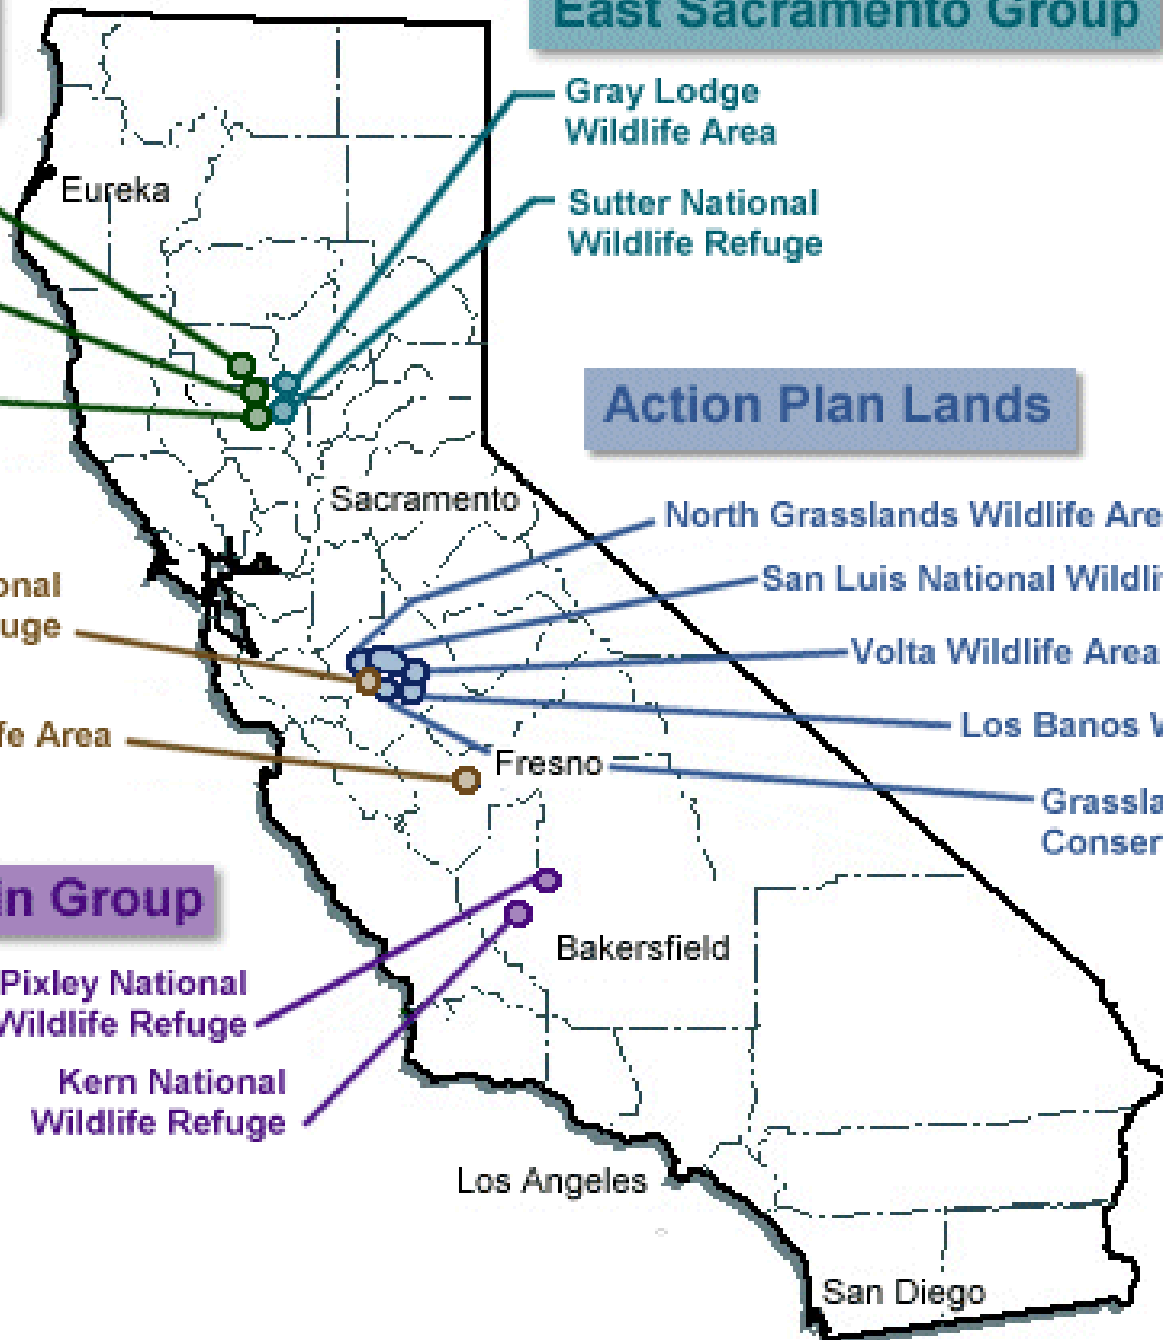 East Sacramento Group
Gray Lodge
Wildlife Area
Eureka
Sutter National
Wildlife Refuge
Action Plan Lands
Sacramento
North Grasslands Wildlife Are
San Luis National Wildli
onal
uge
Volta Wildlife Area
Los Banos W
fe Area
Fresno
Grassla
Conser
in Group
Bakersfield
Pixley National
Wildlife Refuge
Kern National
Wildlife Refuge
Los Angeles
San Diego